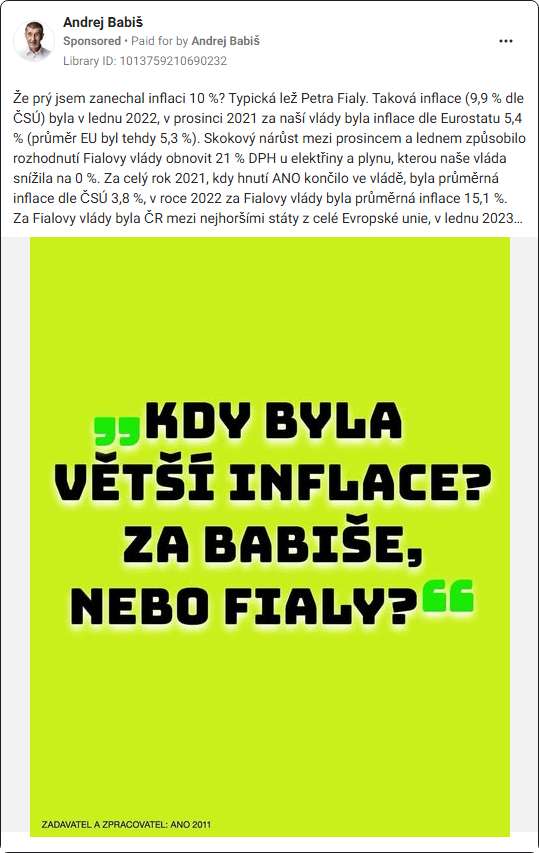 Andrej Babiš
Sponsored • Paid for by Andrej Babiš
Library ID: 1013759210690232
Že prý jsem zanechal inflaci 10 %? Typická lež Petra Fialy. Taková inflace (9,9 % dle
ČSÚ) byla v lednu 2022, v prosinci 2021 za naší vlády byla inflace dle Eurostatu 5,4
% (průměr EU byl tehdy 5,3 %). Skokový nárůst mezi prosincem a lednem způsobilo
rozhodnutí Fialovy vlády obnovit 21 % DPH u elektřiny a plynu, kterou naše vláda
snížila na 0 %. Za celý rok 2021, kdy hnutí ANO končilo ve vládě, byla průměrná
inflace dle ČSÚ 3,8 %, v roce 2022 za Fialovy vlády byla průměrná inflace 15,1 %.
Za Fialovy vlády byla ČR mezi nejhoršími státy z celé Evropské unie, v lednu 2023...
„KDY BYLA
VĚTŠÍ INFLACE?
ZA BABIŠE,
NEBO FIALY?“
ZADAVATEL A ZPRACOVATEL: ANO 2011